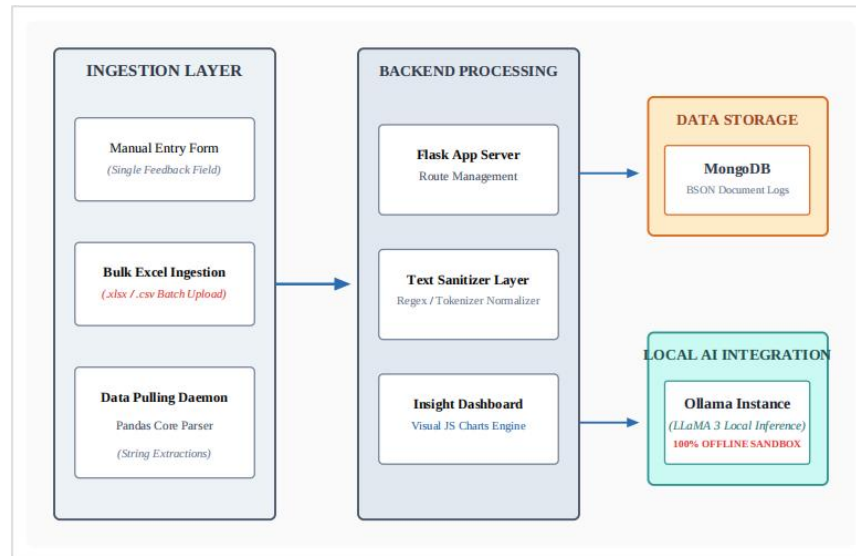 INGESTION LAYER
Manual Entry Form
(Single Feedback Field)
Bulk Excel Ingestion
(.xlsx / .csv Batch Upload)
Data Pulling Daemon
Pandas Core Parser
(String Extractions)
BACKEND PROCESSING
Flask App Server
Route Management
Text Sanitizer Layer
Regex / Tokenizer Normalizer
Insight Dashboard
Visual JS Charts Engine
DATA STORAGE
MongoDB
BSON Document Logs
LOCAL AI INTEGRATION
Ollama Instance
(LLaMA 3 Local Inference)
100% OFFLINE SANDBOX